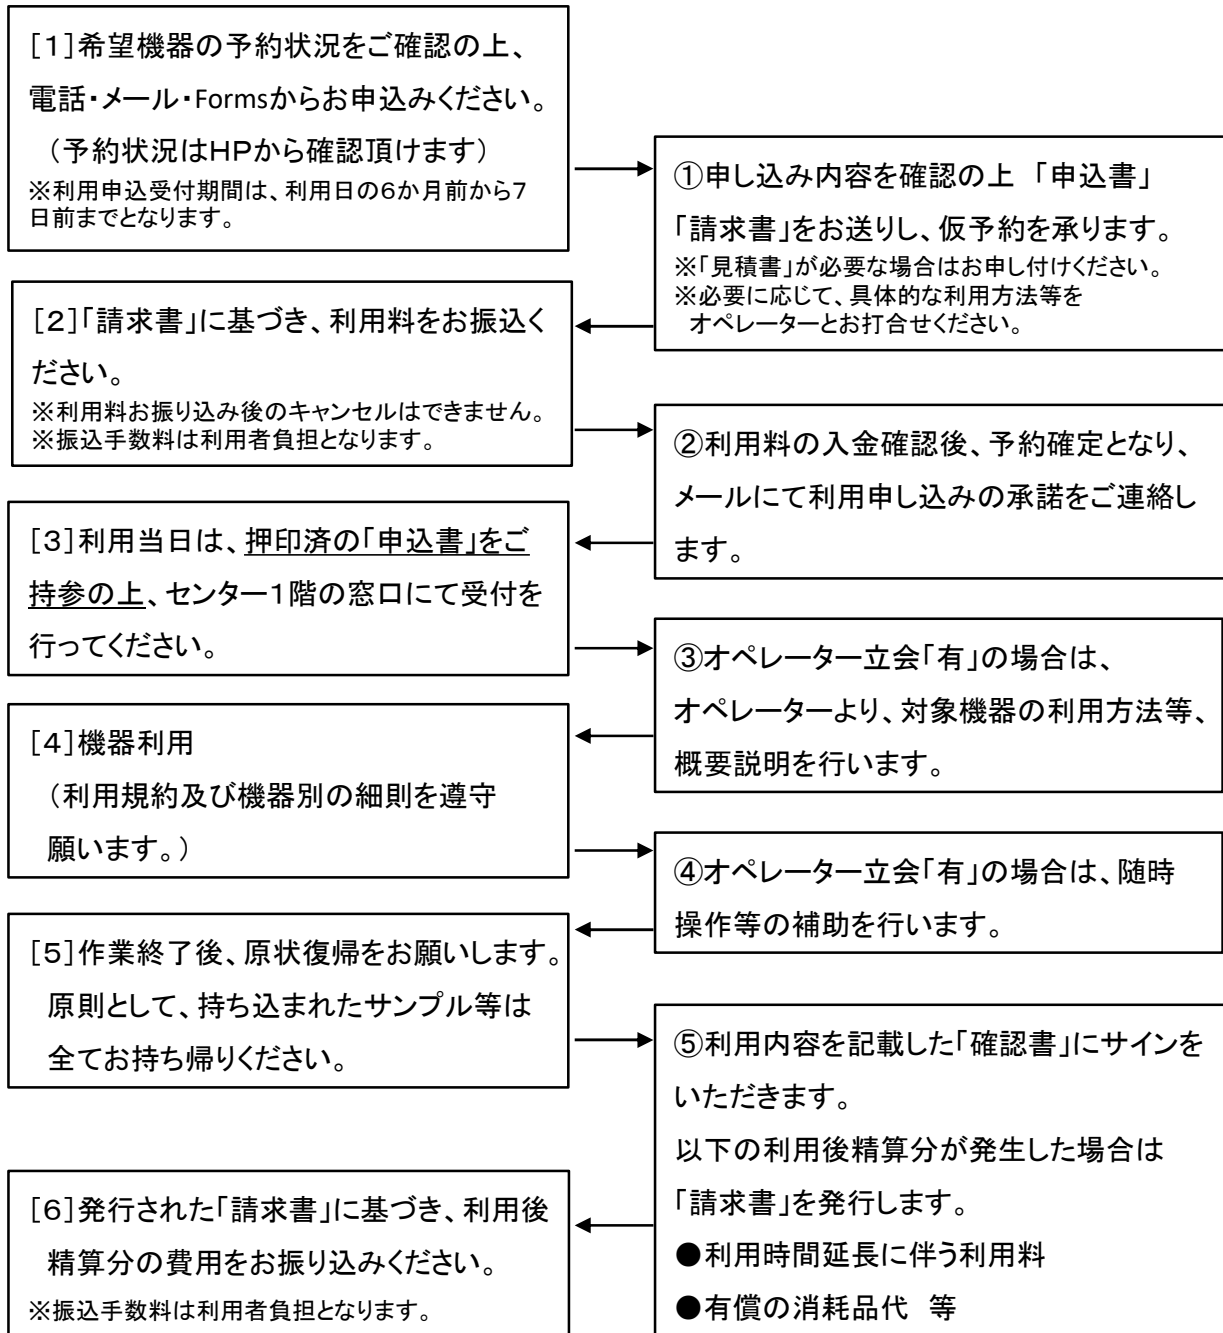 [1]希望機器の予約状況をご確認の上、
電話・メール・Formsからお申込みください。
（予約状況はHPから確認頂けます）
※利用申込受付期間は、利用日の6か月前から7
日前までとなります。
①申し込み内容を確認の上　「申込書」
「請求書」をお送りし、仮予約を承ります。
※「見積書」が必要な場合はお申し付けください。
※必要に応じて、具体的な利用方法等を
オペレーターとお打合せください。
[2]「請求書」に基づき、利用料をお振込く
ださい。
※利用料お振り込み後のキャンセルはできません。
※振込手数料は利用者負担となります。
②利用料の入金確認後、予約確定となり、
メールにて利用申し込みの承諾をご連絡し
ます。
[3]利用当日は、押印済の「申込書」をご
持参の上、センター1階の窓口にて受付を
行ってください。
③オペレーター立会「有」の場合は、
オペレーターより、対象機器の利用方法等、
概要説明を行います。
[4]機器利用
（利用規約及び機器別の細則を遵守
願います。）
④オペレーター立会「有」の場合は、随時
操作等の補助を行います。
[5]作業終了後、原状復帰をお願いします。
原則として、持ち込まれたサンプル等は
全てお持ち帰りください。
⑤利用内容を記載した「確認書」にサインを
いただきます。
以下の利用後精算分が発生した場合は
「請求書」を発行します。
●利用時間延長に伴う利用料
●有償の消耗品代　等
[6]発行された「請求書」に基づき、利用後
精算分の費用をお振り込みください。
※振込手数料は利用者負担となります。